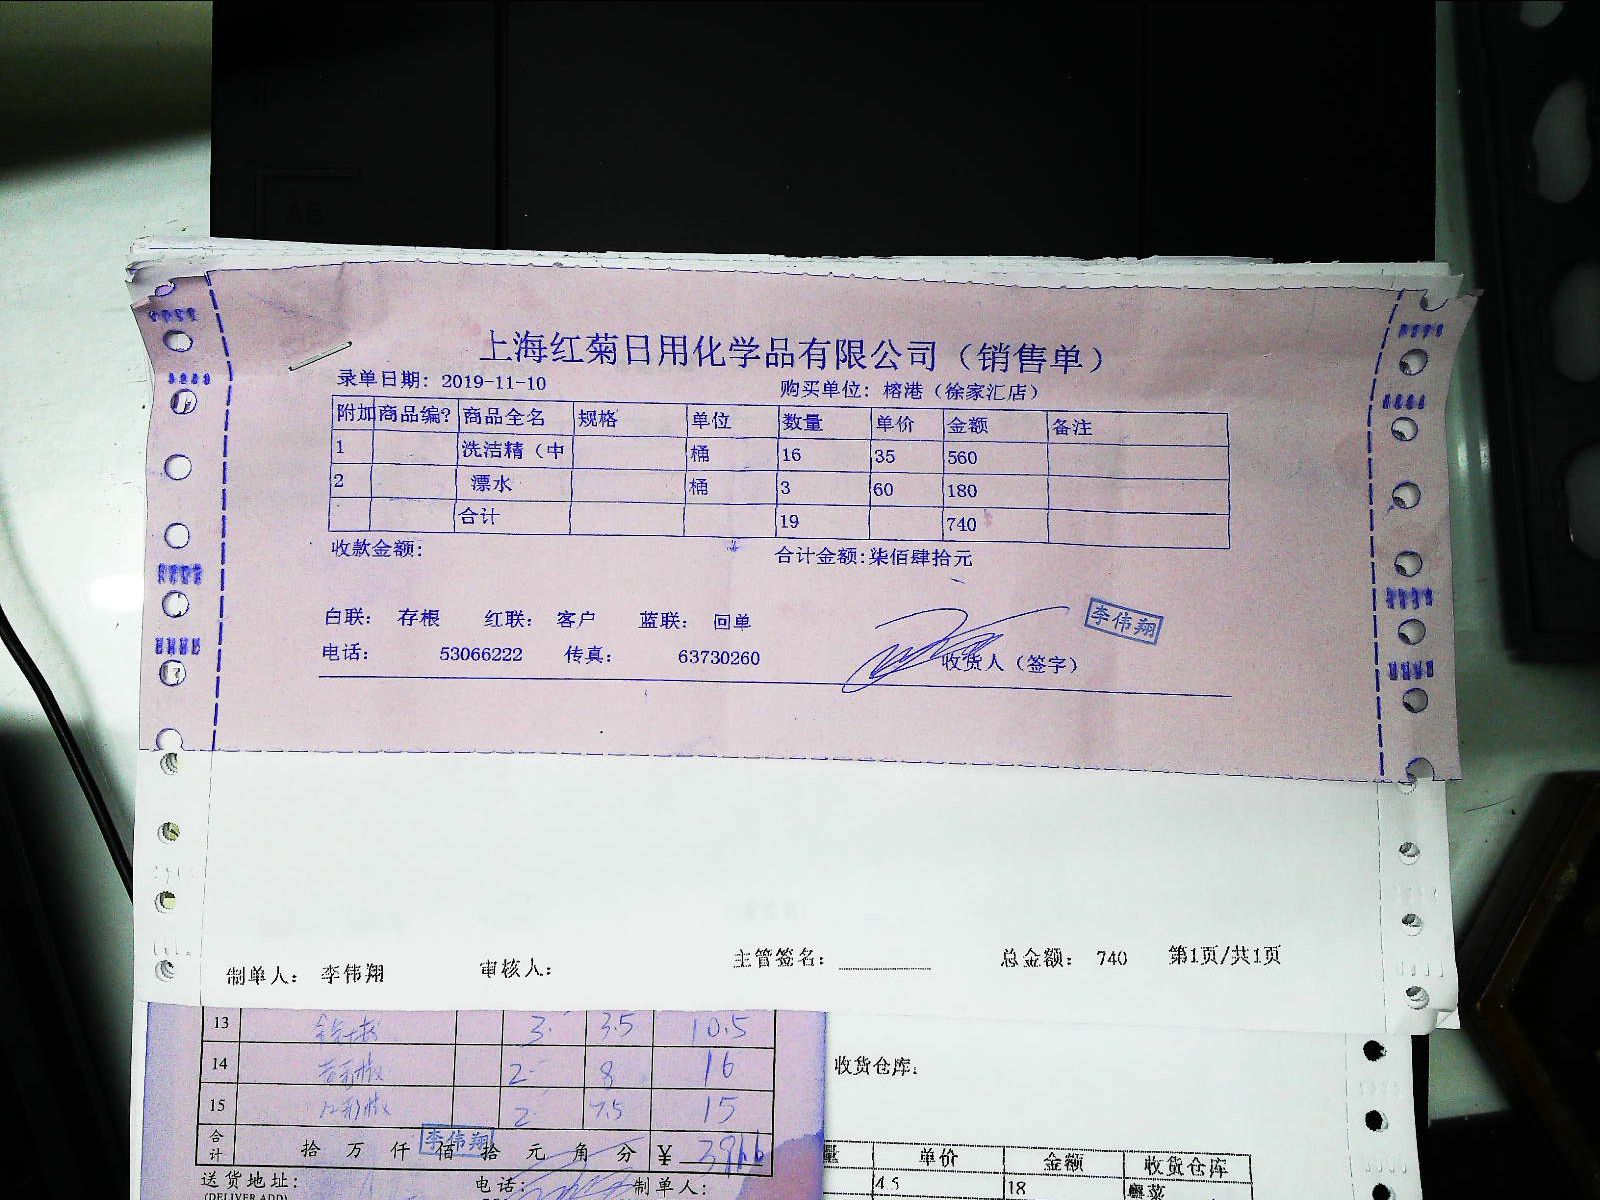 上海红菊日用化学品有限公司（销售单）
录单日期: 2019-11-10 购买单位: 榕港（徐家汇店）
附加 商品编? 商品全名 规格 单位 数量 单价 金额 备注
1 洗洁精（中 桶 16 35 560
2 漂水 桶 3 60 180
合计 19 740
收款金额: 合计金额:柒佰肆拾元
白联: 存根 红联: 客户 蓝联: 回单
李伟翔
电话: 53066222 传真: 63730260 收货人（签字）
制单人: 李伟翔 审核人: 主管签名: 总金额: 740 第1页/共1页
13 3. 3.5 10.5
14 2 8 16
15 2 7.5 15
合计 拾 万 仟 佰 拾 元 角 分 ¥
李伟翔
送货地址: 电话: 制单人:
(DELIVER ADD)
收货仓库:
量 单价 金额 收货仓库
4.5 18 粤菜